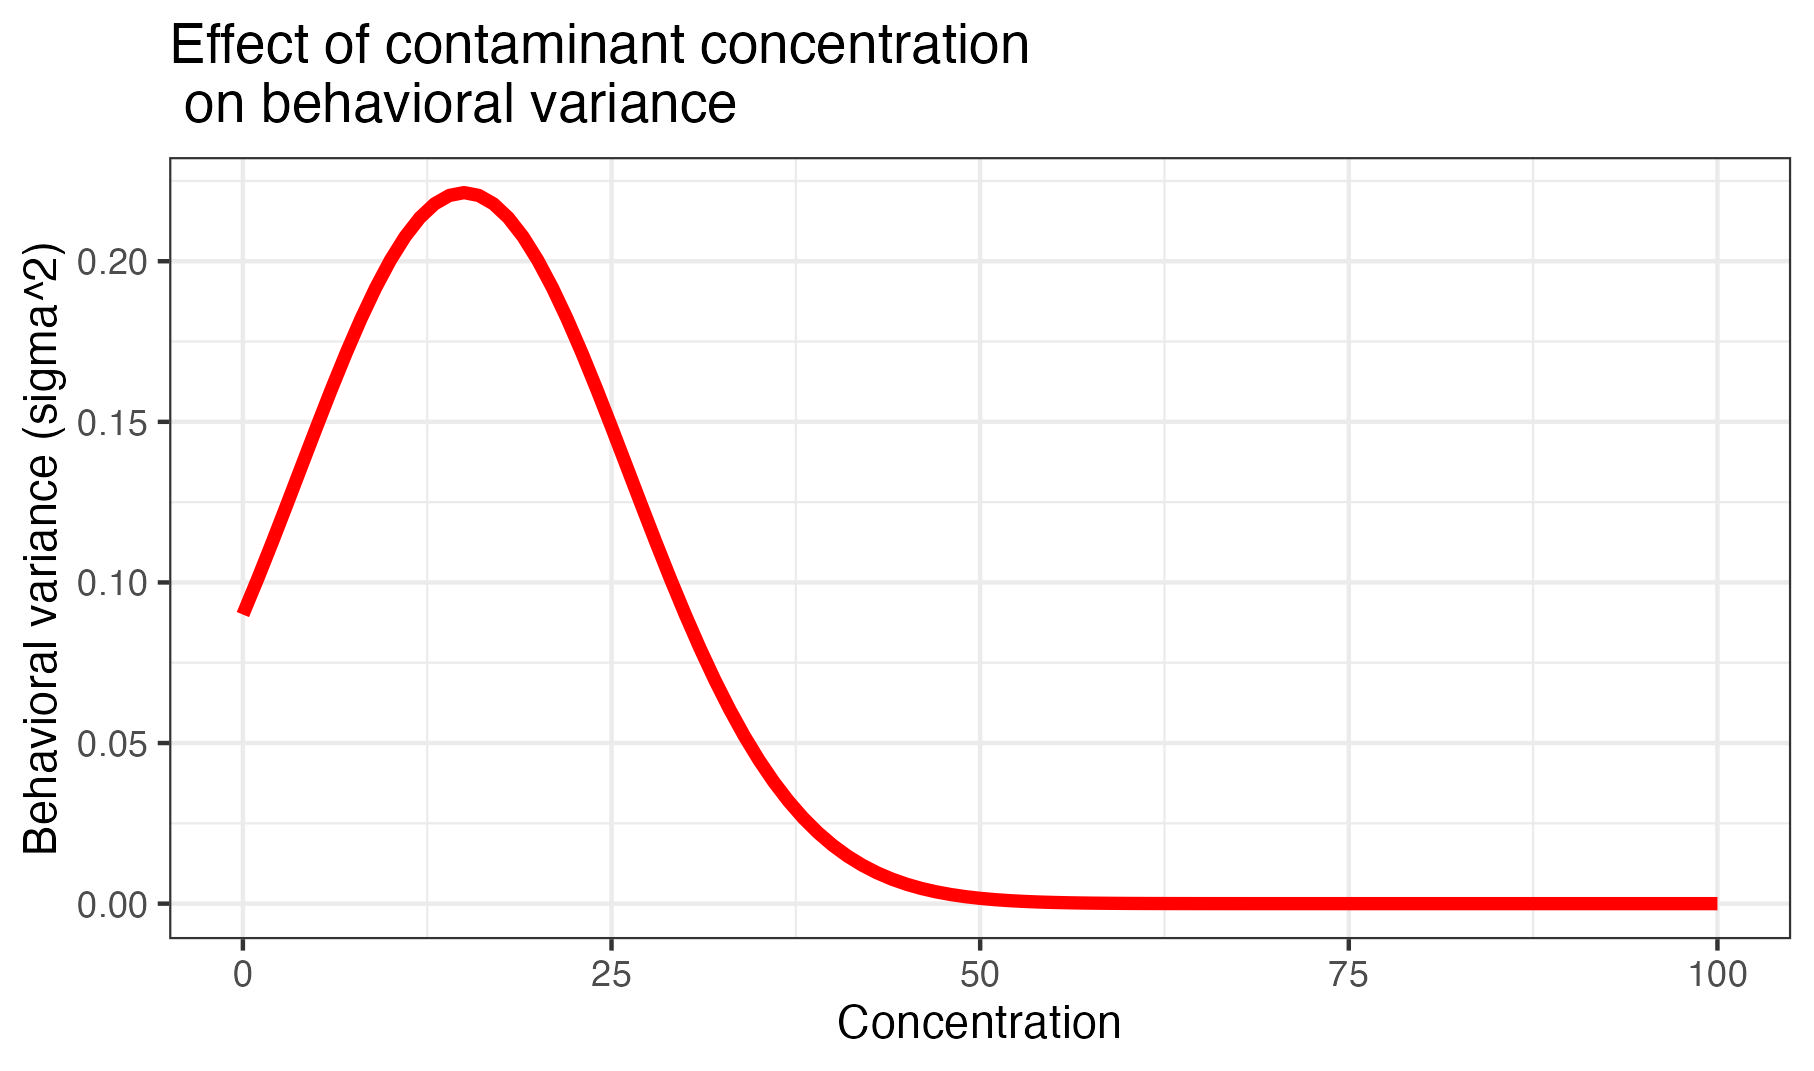 Effect of contaminant concentration
on behavioral variance
Behavioral variance (sigma^2)
0.20
0.15
0.10
0.05
0.00
0
25
50
75
100
Concentration